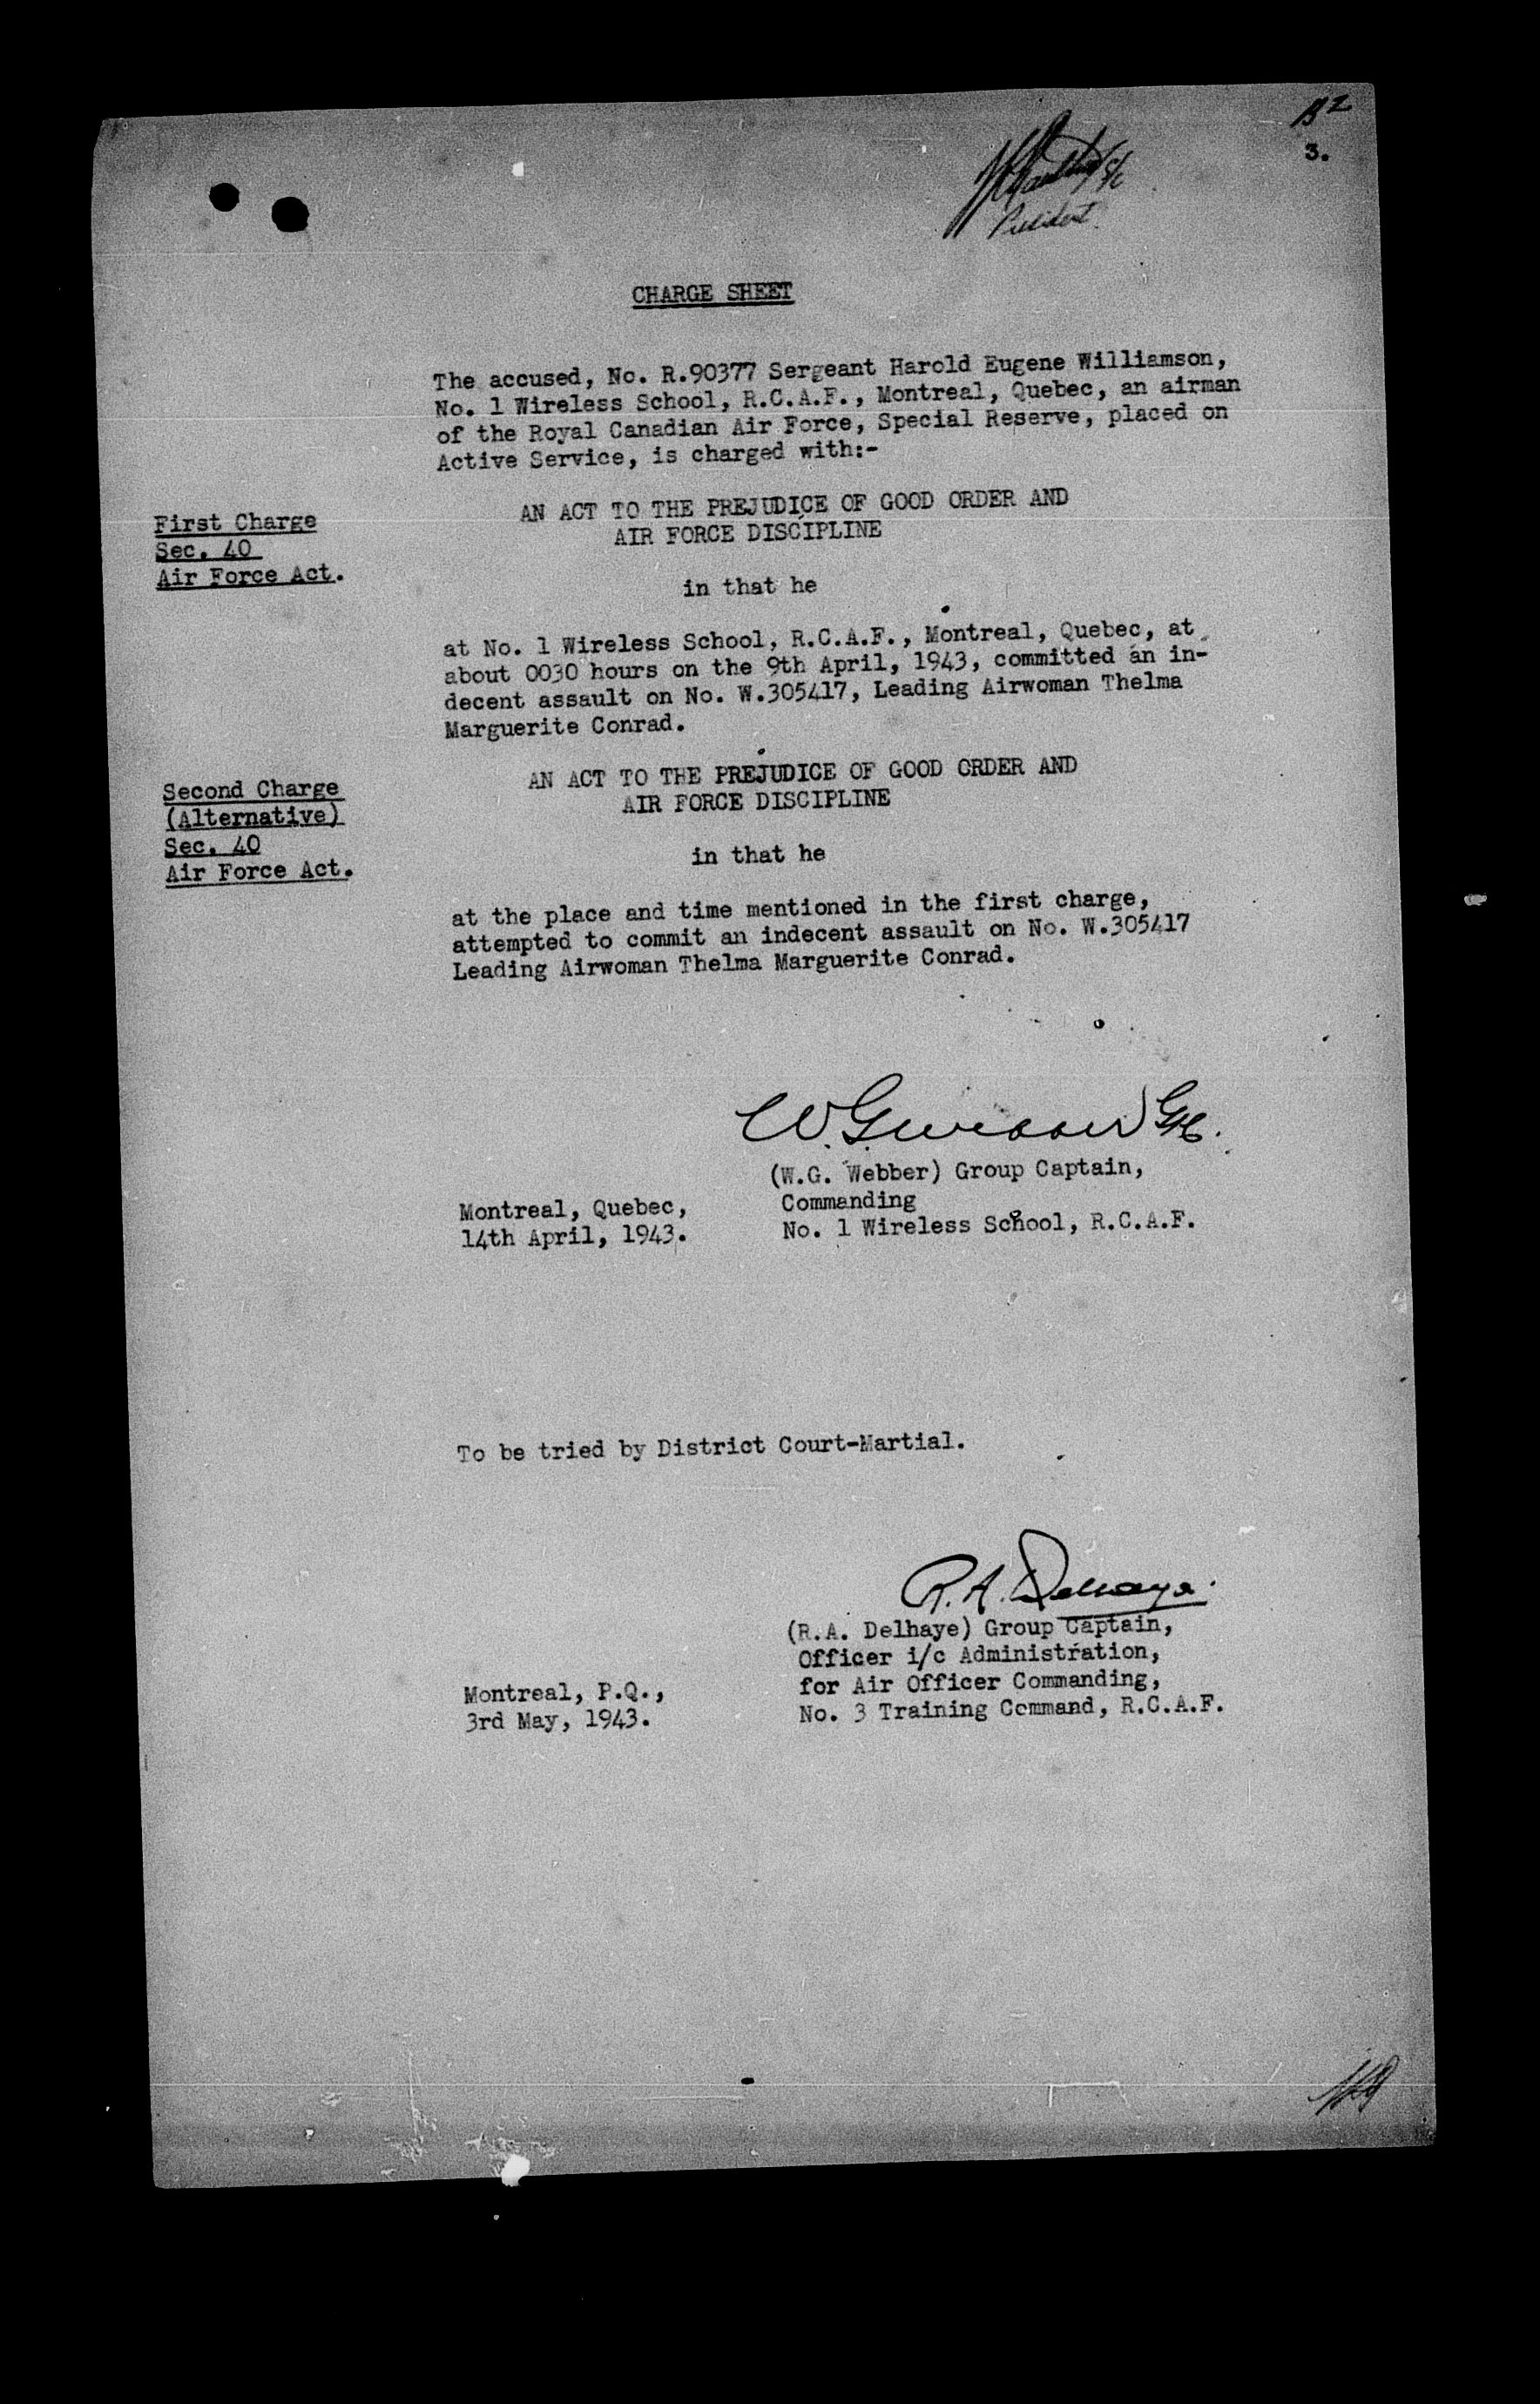 B2
3.
President.
CHARGE SHEET
The accused, No. R.90377 Sergeant Harold Eugene Williamson,
No. 1 Wireless School, R.C.A.F., Montreal, Quebec, an airman
of the Royal Canadian Air Force, Special Reserve, placed on
Active Service, is charged with:-
First Charge
Sec. 40
Air Force Act.
AN ACT TO THE PREJUDICE OF GOOD ORDER AND
AIR FORCE DISCIPLINE
in that he
at No. 1 Wireless School, R.C.A.F., Montreal, Quebec, at
about 0030 hours on the 9th April, 1943, committed an in-
decent assault on No. W.305417, Leading Airwoman Thelma
Marguerite Conrad.
Second Charge
(Alternative)
Sec. 40
Air Force Act.
AN ACT TO THE PREJUDICE OF GOOD ORDER AND
AIR FORCE DISCIPLINE
in that he
at the place and time mentioned in the first charge,
attempted to commit an indecent assault on No. W.305417
Leading Airwoman Thelma Marguerite Conrad.
W.G. Webber G/C.
(W.G. Webber) Group Captain,
Commanding
No. 1 Wireless School, R.C.A.F.
Montreal, Quebec,
14th April, 1943.
To be tried by District Court-Martial.
R.A. Delhaye.
(R.A. Delhaye) Group Captain,
Officer i/c Administration,
for Air Officer Commanding,
No. 3 Training Command, R.C.A.F.
Montreal, P.Q.,
3rd May, 1943.